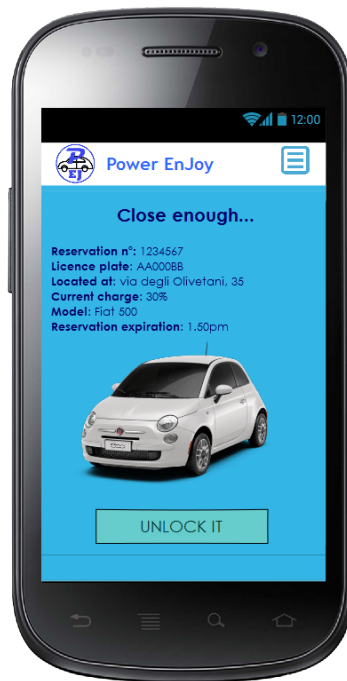 12:00
P
EJ
Power EnJoy
Close enough...
Reservation n°: 1234567
Licence plate: AA000BB
Located at: via degli Olivetani, 35
Current charge: 30%
Model: Fiat 500
Reservation expiration: 1.50pm
UNLOCK IT